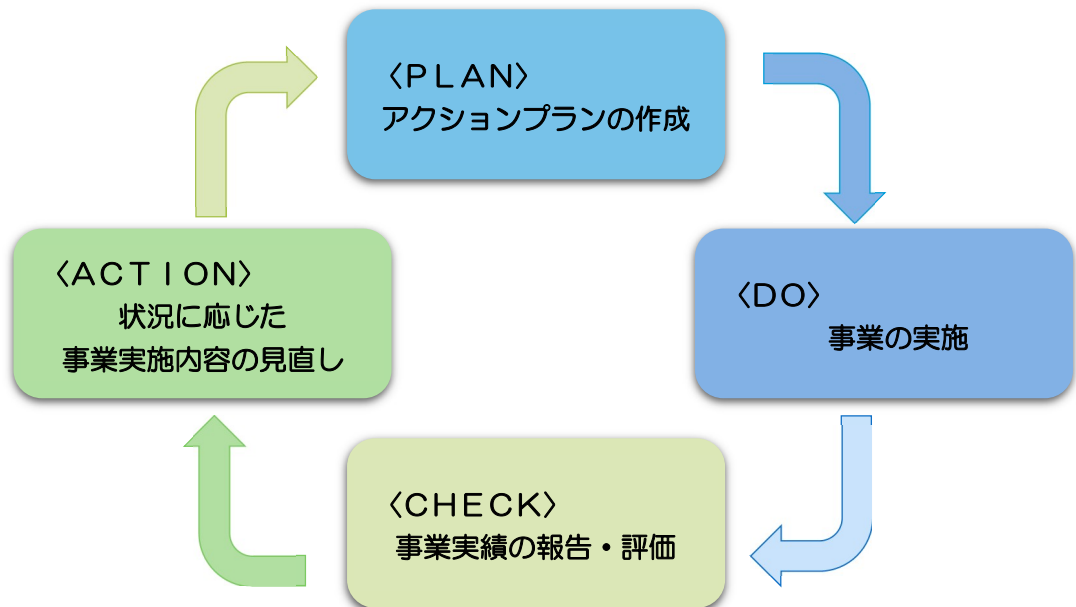 〈ＰＬＡＮ〉
アクションプランの作成
〈ＤＯ〉
事業の実施
〈ＣＨＥＣＫ〉
事業実績の報告・評価
〈ＡＣＴＩＯＮ〉
状況に応じた
事業実施内容の見直し